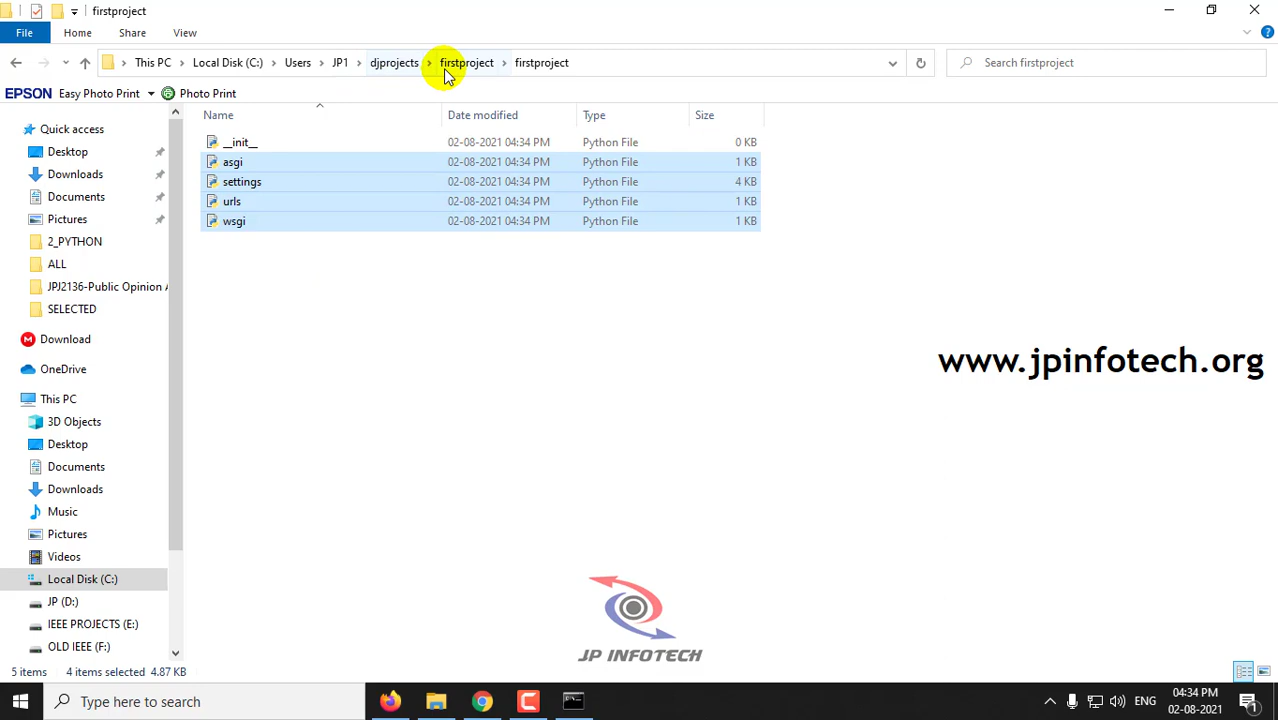 firstproject
File Home Share View
This PC Local Disk (C:) Users JP1 djprojects firstproject firstproject Search firstproject
EPSON Easy Photo Print Photo Print
Name Date modified Type Size
Quick access
Desktop
Downloads
Documents
Pictures
2_PYTHON
ALL
JPJ2136-Public Opinion A
SELECTED
Download
OneDrive
This PC
3D Objects
Desktop
Documents
Downloads
Music
Pictures
Videos
Local Disk (C:)
JP (D:)
IEEE PROJECTS (E:)
OLD IEEE (F:)
__init__ 02-08-2021 04:34 PM Python File 0 KB
asgi 02-08-2021 04:34 PM Python File 1 KB
settings 02-08-2021 04:34 PM Python File 4 KB
urls 02-08-2021 04:34 PM Python File 1 KB
wsgi 02-08-2021 04:34 PM Python File 1 KB
www.jpinfotech.org
JP INFOTECH
5 items 4 items selected 4.87 KB
Type here to search
ENG
04:34 PM
02-08-2021
1